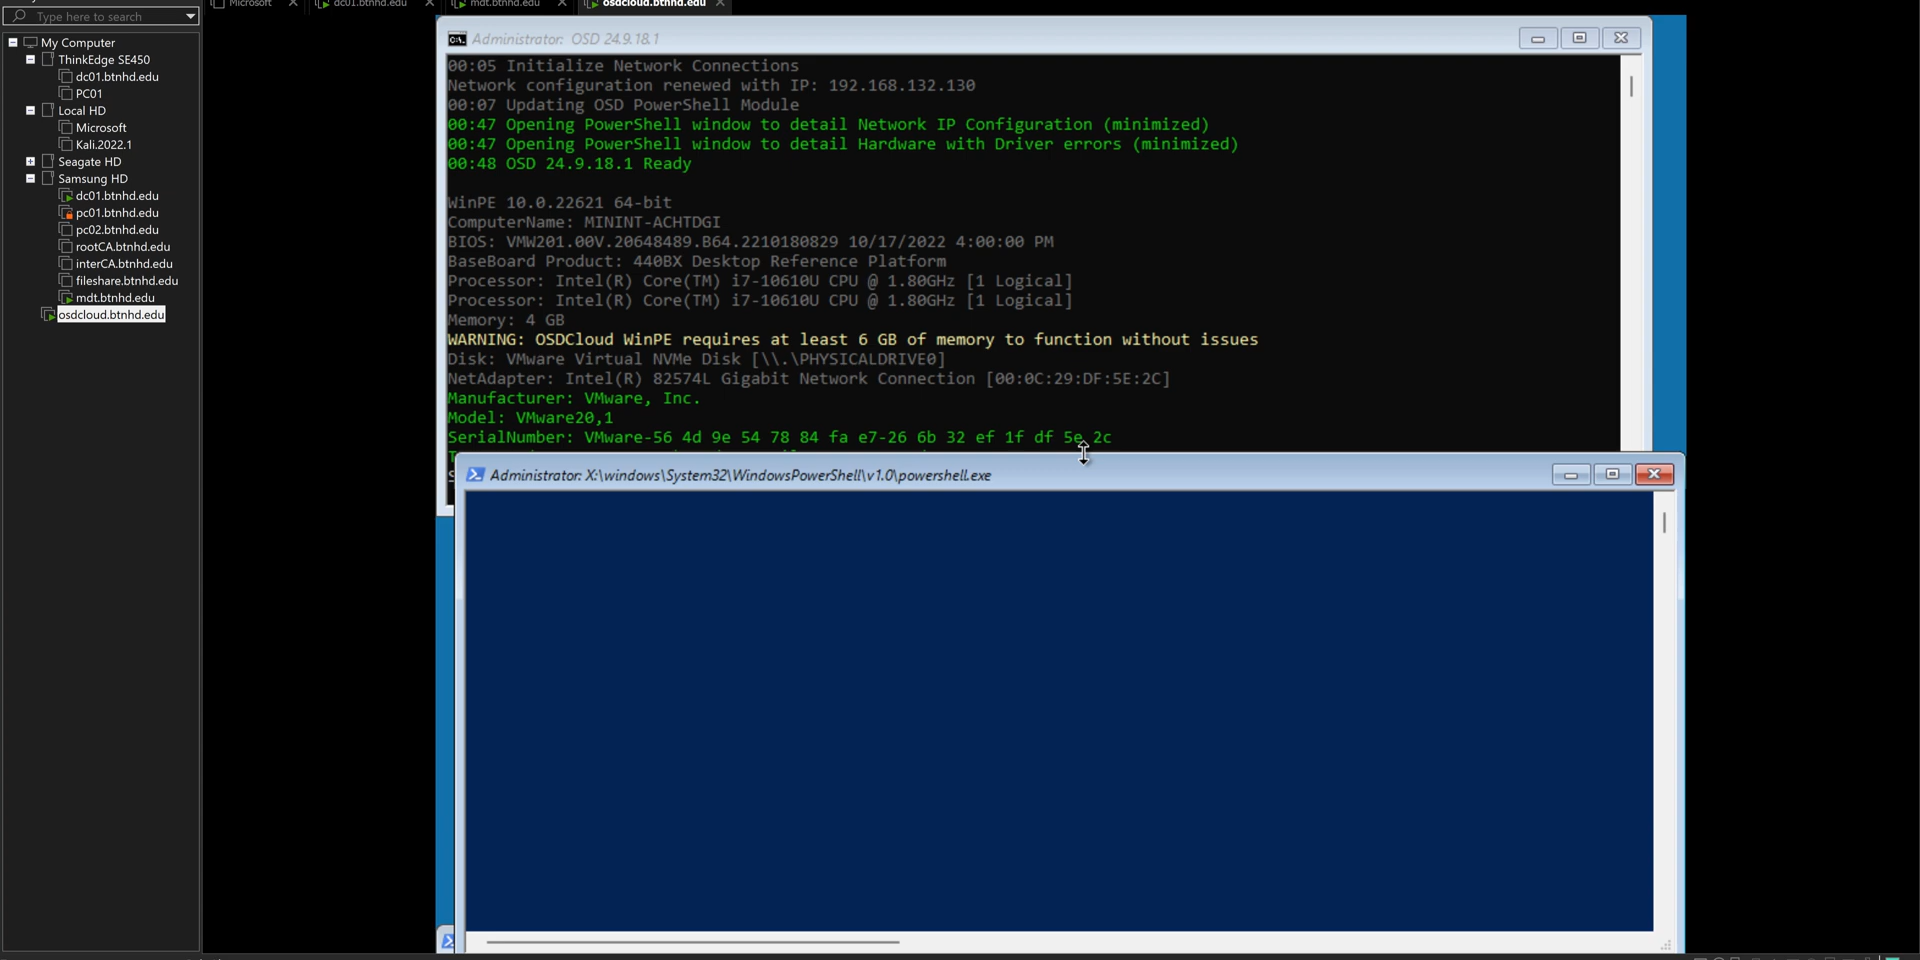 Microsoft
dc01.btnhd.edu
mdt.btnhd.edu
osdcloud.btnhd.edu
Type here to search
My Computer
ThinkEdge SE450
dc01.btnhd.edu
PC01
Local HD
Microsoft
Kali.2022.1
Seagate HD
Samsung HD
dc01.btnhd.edu
pc01.btnhd.edu
pc02.btnhd.edu
rootCA.btnhd.edu
interCA.btnhd.edu
fileshare.btnhd.edu
mdt.btnhd.edu
osdcloud.btnhd.edu
Administrator: OSD 24.9.18.1
00:05 Initialize Network Connections
Network configuration renewed with IP: 192.168.132.130
00:07 Updating OSD PowerShell Module
00:47 Opening PowerShell window to detail Network IP Configuration (minimized)
00:47 Opening PowerShell window to detail Hardware with Driver errors (minimized)
00:48 OSD 24.9.18.1 Ready
WinPE 10.0.22621 64-bit
ComputerName: MININT-ACHTDGI
BIOS: VMW201.00V.20648489.B64.2210180829 10/17/2022 4:00:00 PM
BaseBoard Product: 440BX Desktop Reference Platform
Processor: Intel(R) Core(TM) i7-10610U CPU @ 1.80GHz [1 Logical]
Processor: Intel(R) Core(TM) i7-10610U CPU @ 1.80GHz [1 Logical]
Memory: 4 GB
WARNING: OSDCloud WinPE requires at least 6 GB of memory to function without issues
Disk: VMware Virtual NVMe Disk [\\.\PHYSICALDRIVE0]
NetAdapter: Intel(R) 82574L Gigabit Network Connection [00:0C:29:DF:5E:2C]
Manufacturer: VMware, Inc.
Model: VMware20,1
SerialNumber: VMware-56 4d 9e 54 78 84 fa e7-26 6b 32 ef 1f df 5e 2c
Administrator: X:\windows\System32\WindowsPowerShell\v1.0\powershell.exe